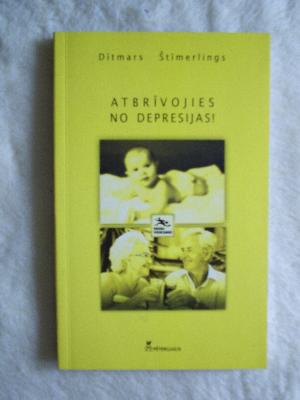 Ditmars Štimerlings
ATBRĪVOJIES
NO DEPRESIJAS!